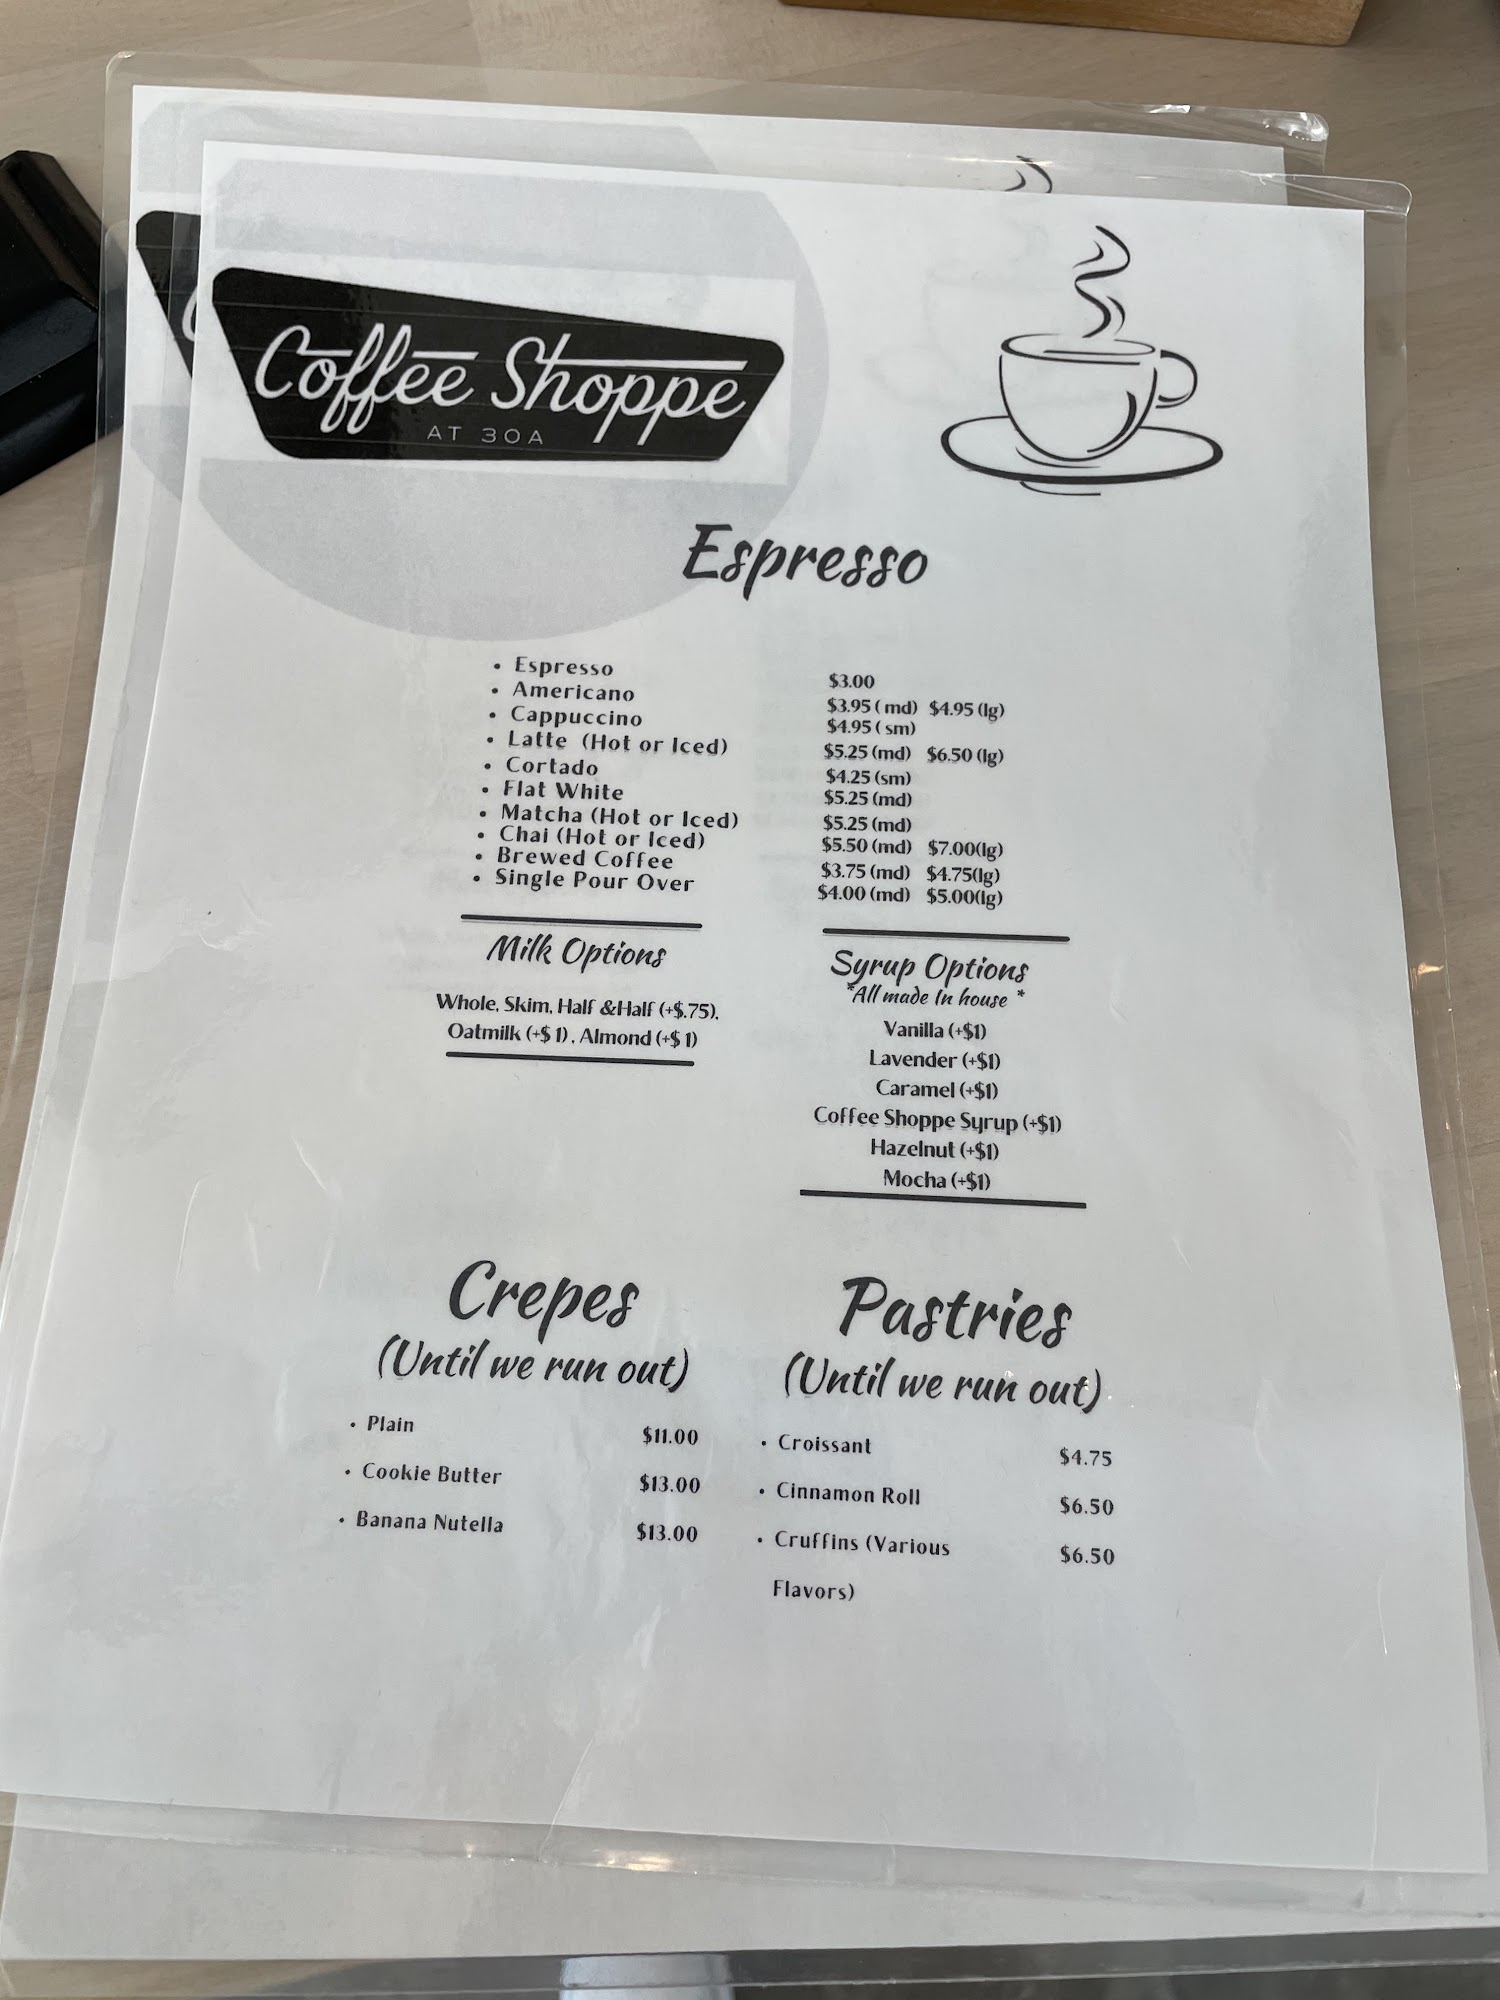 Coffee Shoppe
AT 30A
Espresso
• Espresso $3.00
• Americano $3.95 ( md) $4.95 (lg)
• Cappuccino $4.95 ( sm)
• Latte (Hot or Iced) $5.25 (md) $6.50 (lg)
• Cortado $4.25 (sm)
• Flat White $5.25 (md)
• Matcha (Hot or Iced) $5.25 (md)
• Chai (Hot or Iced) $5.50 (md) $7.00(lg)
• Brewed Coffee $3.75 (md) $4.75(lg)
• Single Pour Over $4.00 (md) $5.00(lg)
Milk Options
Whole, Skim, Half &Half (+$.75),
Oatmilk (+$ 1) , Almond (+$ 1)
Syrup Options
*All made In house *
Vanilla (+$1)
Lavender (+$1)
Caramel (+$1)
Coffee Shoppe Syrup (+$1)
Hazelnut (+$1)
Mocha (+$1)
Crepes
(Until we run out)
• Plain $11.00
• Cookie Butter $13.00
• Banana Nutella $13.00
Pastries
(Until we run out)
• Croissant $4.75
• Cinnamon Roll $6.50
• Cruffins (Various $6.50
Flavors)